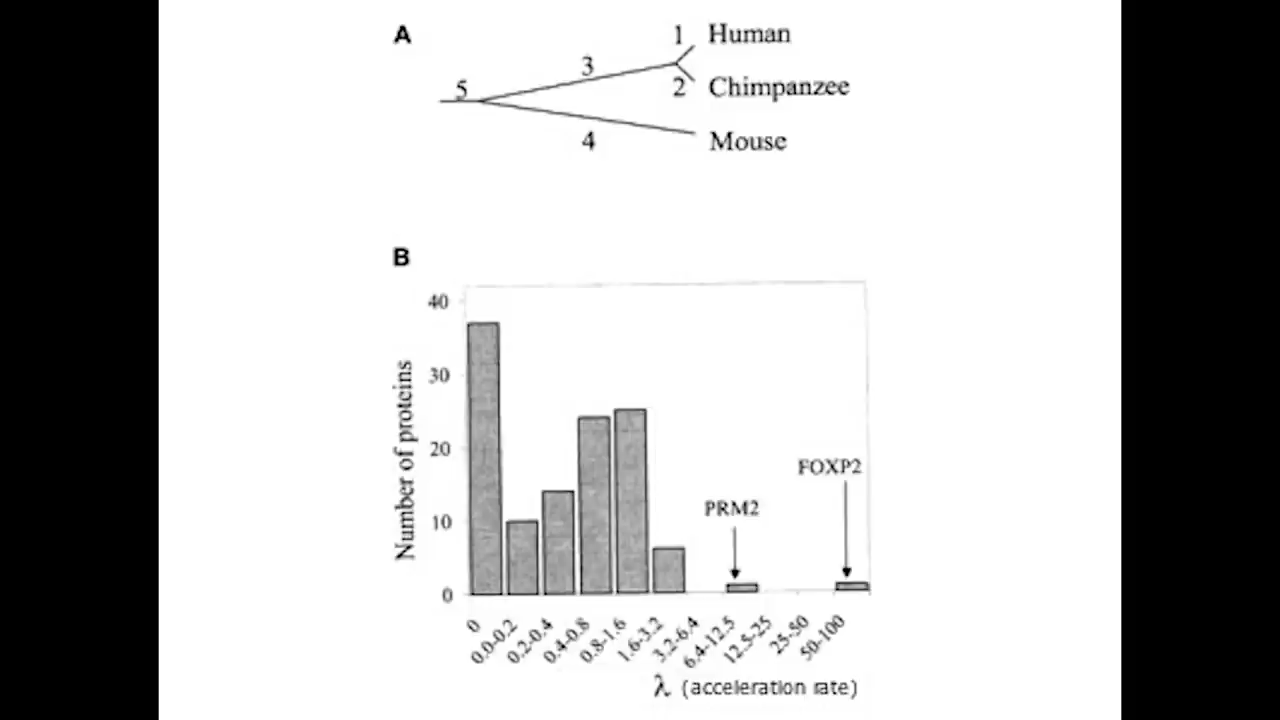 A
1 Human
3
2 Chimpanzee
5
4 Mouse
B
Number of proteins
40
30
20
10
0
FOXP2
PRM2
0
0.0-0.2
0.2-0.4
0.4-0.8
0.8-1.6
1.6-3.2
3.2-6.4
6.4-12.5
12.5-25
25-50
50-100
λ (acceleration rate)